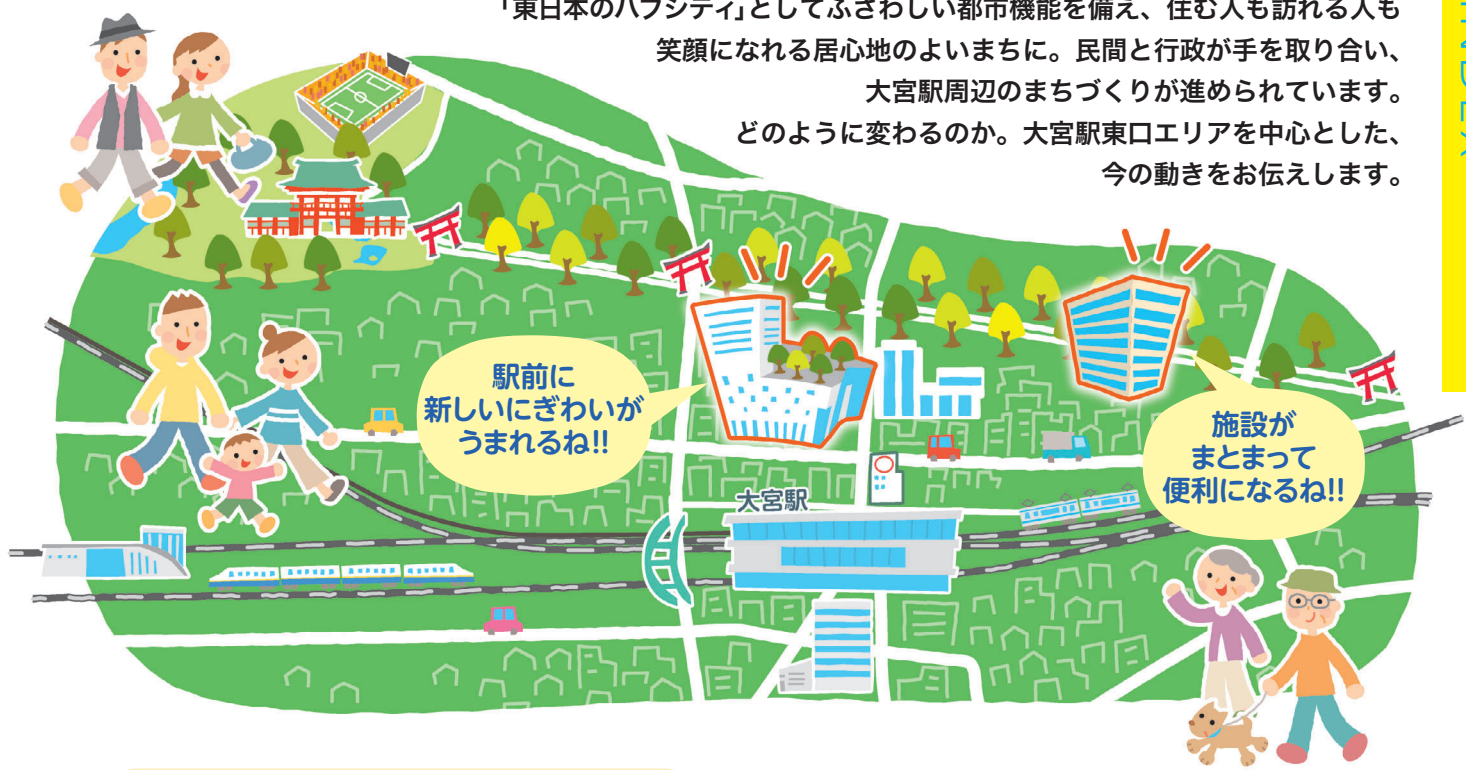 「東日本のハブシティ」としてふさわしい都市機能を備え、住む人も訪れる人も
笑顔になれる居心地のよいまちに。民間と行政が手を取り合い、
大宮駅周辺のまちづくりが進められています。
どのように変わるのか。大宮駅東口エリアを中心とした、
今の動きをお伝えします。
駅前に
新しいにぎわいが
うまれるね!!
施設が
まとまって
便利になるね!!
大宮駅